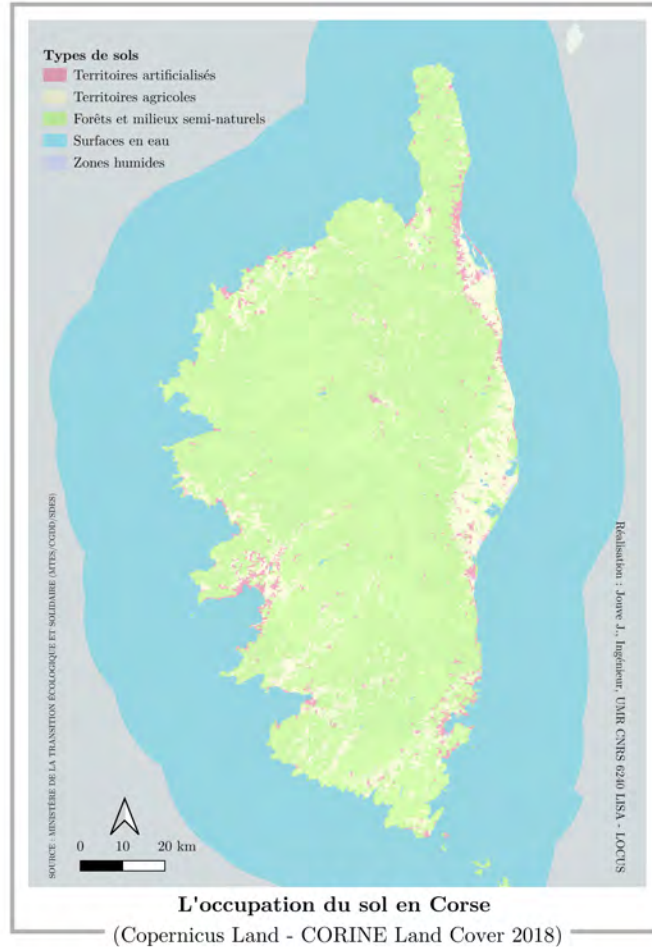 Types de sols
Territoires artificialisés
Territoires agricoles
Forêts et milieux semi-naturels
Surfaces en eau
Zones humides
SOURCE : MINISTÈRE DE LA TRANSITION ÉCOLOGIQUE ET SOLIDAIRE (MTES/CGDD/SDES)
Réalisation : Jouve J., Ingénieur, UMR CNRS 6240 LISA - LOCUS
0 10 20 km
L'occupation du sol en Corse
(Copernicus Land - CORINE Land Cover 2018)